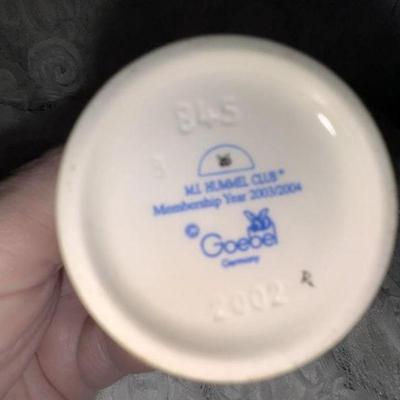 845
M.I. HUMMEL CLUB®
Membership Year 2003/2004
© Goebel
Germany
2002